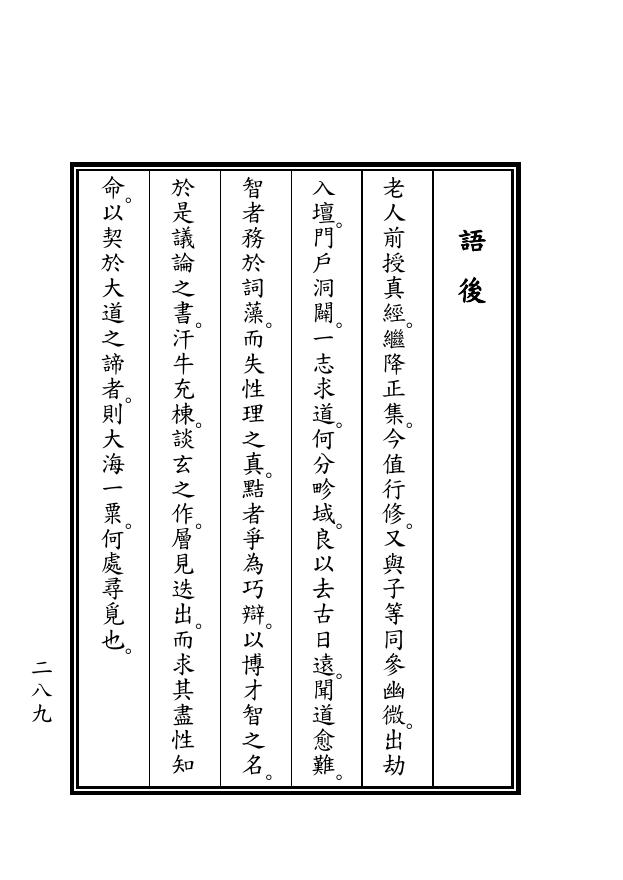 語後
老人前授真經。繼降正集。今值行修。又與子等同參幽微。出劫
入壇。門戶洞闢。一志求道。何分畛域。良以去古日遠。聞道愈難。
智者務於詞藻。而失性理之真。黠者爭為巧辯。以博才智之名。
於是議論之書。汗牛充棟。談玄之作。層見迭出。而求其盡性知
命。以契於大道之諦者。則大海一粟。何處尋覓也。
二八九